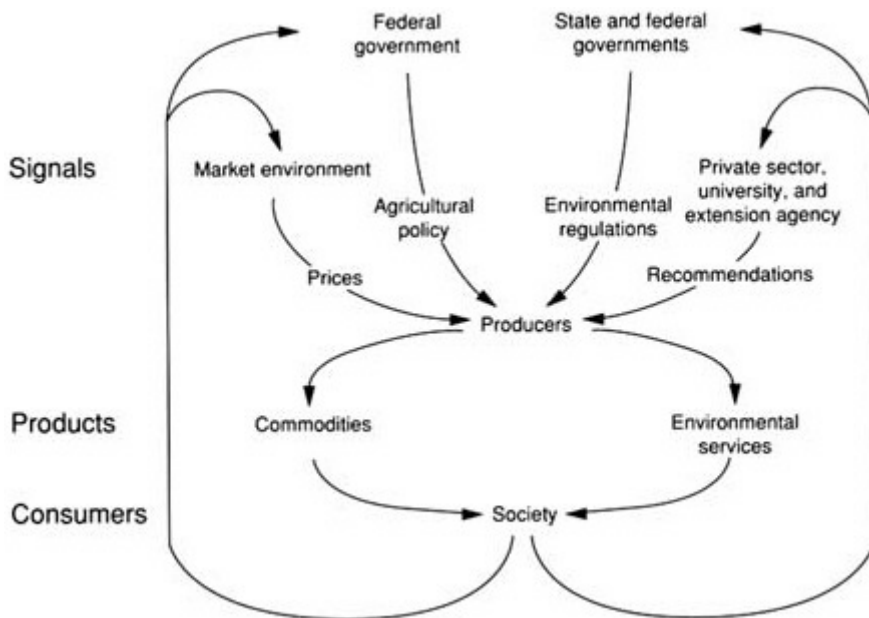 Federal
government
State and federal
governments
Signals
Market environment
Private sector,
university, and
extension agency
Agricultural
policy
Environmental
regulations
Prices
Recommendations
Producers
Products
Commodities
Environmental
services
Consumers
Society